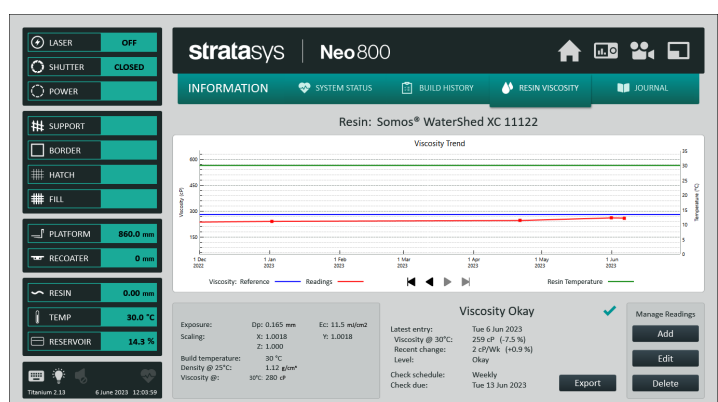 LASER OFF
SHUTTER CLOSED
POWER
SUPPORT
BORDER
HATCH
FILL
PLATFORM 860.0 mm
RECOATER 0 mm
RESIN 0.00 mm
TEMP 30.0 °C
RESERVOIR 14.3 %
Titanium 2.13 6 June 2023 12:03:59
stratasys | Neo800
INFORMATION SYSTEM STATUS BUILD HISTORY RESIN VISCOSITY JOURNAL
Resin: Somos® WaterShed XC 11122
Viscosity Trend
Viscosity (cP)
600
450
300
150
35
30
25
20
15
10
5
0
Temperature (°C)
1 Dec 2022
1 Jan 2023
1 Feb 2023
1 Mar 2023
1 Apr 2023
1 May 2023
1 Jun 2023
Viscosity: Reference Readings Resin Temperature
Exposure: Dp: 0.165 mm Ec: 11.5 mJ/cm2
Scaling: X: 1.0018 Y: 1.0018
Z: 1.000
Build temperature: 30 °C
Density @ 25°C: 1.12 g/cm³
Viscosity @: 30°C: 280 cP
Viscosity Okay
Latest entry: Tue 6 Jun 2023
Viscosity @ 30°C: 259 cP (-7.5 %)
Recent change: 2 cP/Wk (+0.9 %)
Level: Okay
Check schedule: Weekly
Check due: Tue 13 Jun 2023
Export
Manage Readings
Add
Edit
Delete